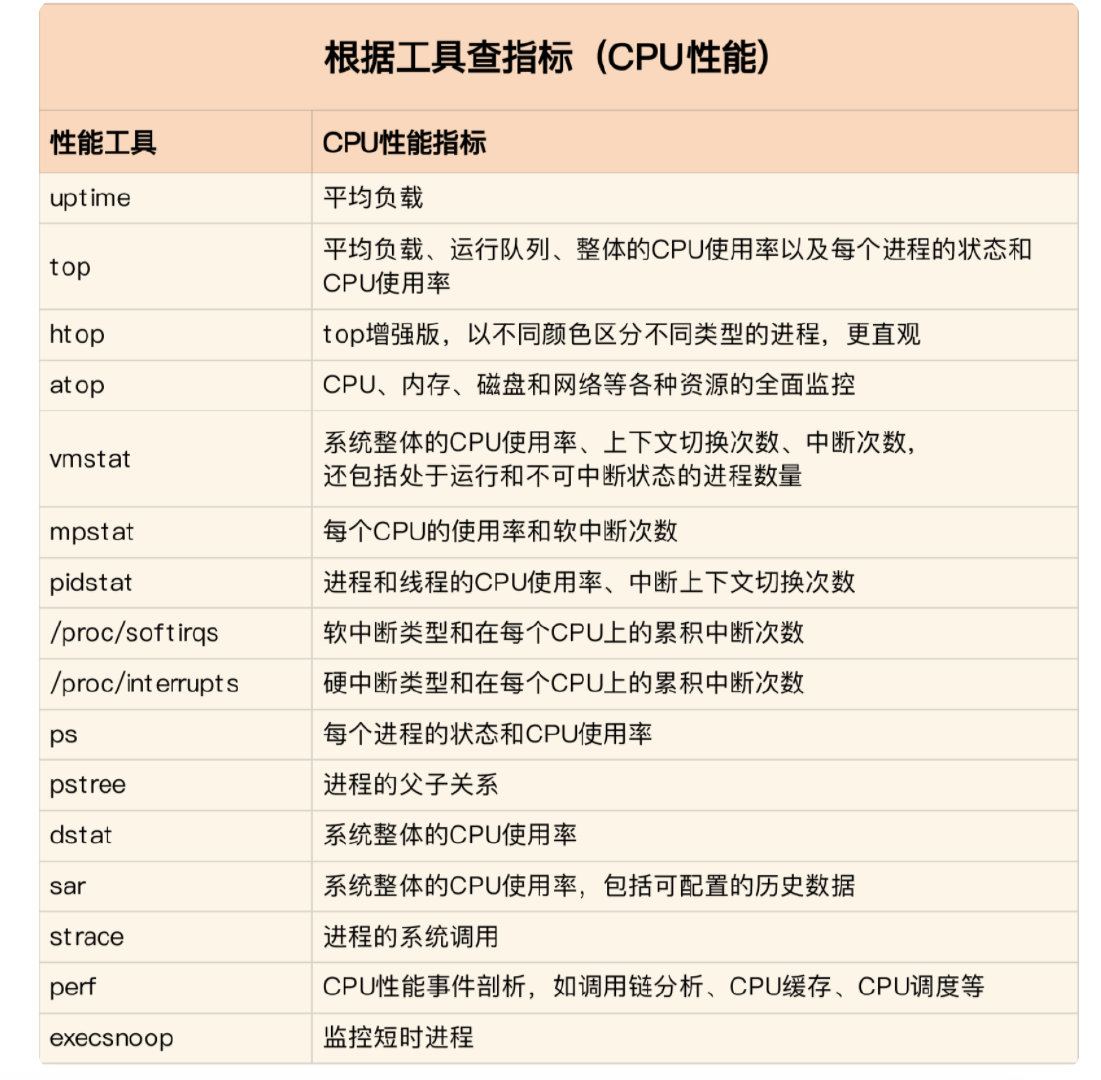 根据工具查指标（CPU性能）
性能工具 CPU性能指标
uptime 平均负载
top 平均负载、运行队列、整体的CPU使用率以及每个进程的状态和
CPU使用率
htop top增强版，以不同颜色区分不同类型的进程，更直观
atop CPU、内存、磁盘和网络等各种资源的全面监控
vmstat 系统整体的CPU使用率、上下文切换次数、中断次数，
还包括处于运行和不可中断状态的进程数量
mpstat 每个CPU的使用率和软中断次数
pidstat 进程和线程的CPU使用率、中断上下文切换次数
/proc/softirqs 软中断类型和在每个CPU上的累积中断次数
/proc/interrupts 硬中断类型和在每个CPU上的累积中断次数
ps 每个进程的状态和CPU使用率
pstree 进程的父子关系
dstat 系统整体的CPU使用率
sar 系统整体的CPU使用率，包括可配置的历史数据
strace 进程的系统调用
perf CPU性能事件剖析，如调用链分析、CPU缓存、CPU调度等
execsnoop 监控短时进程